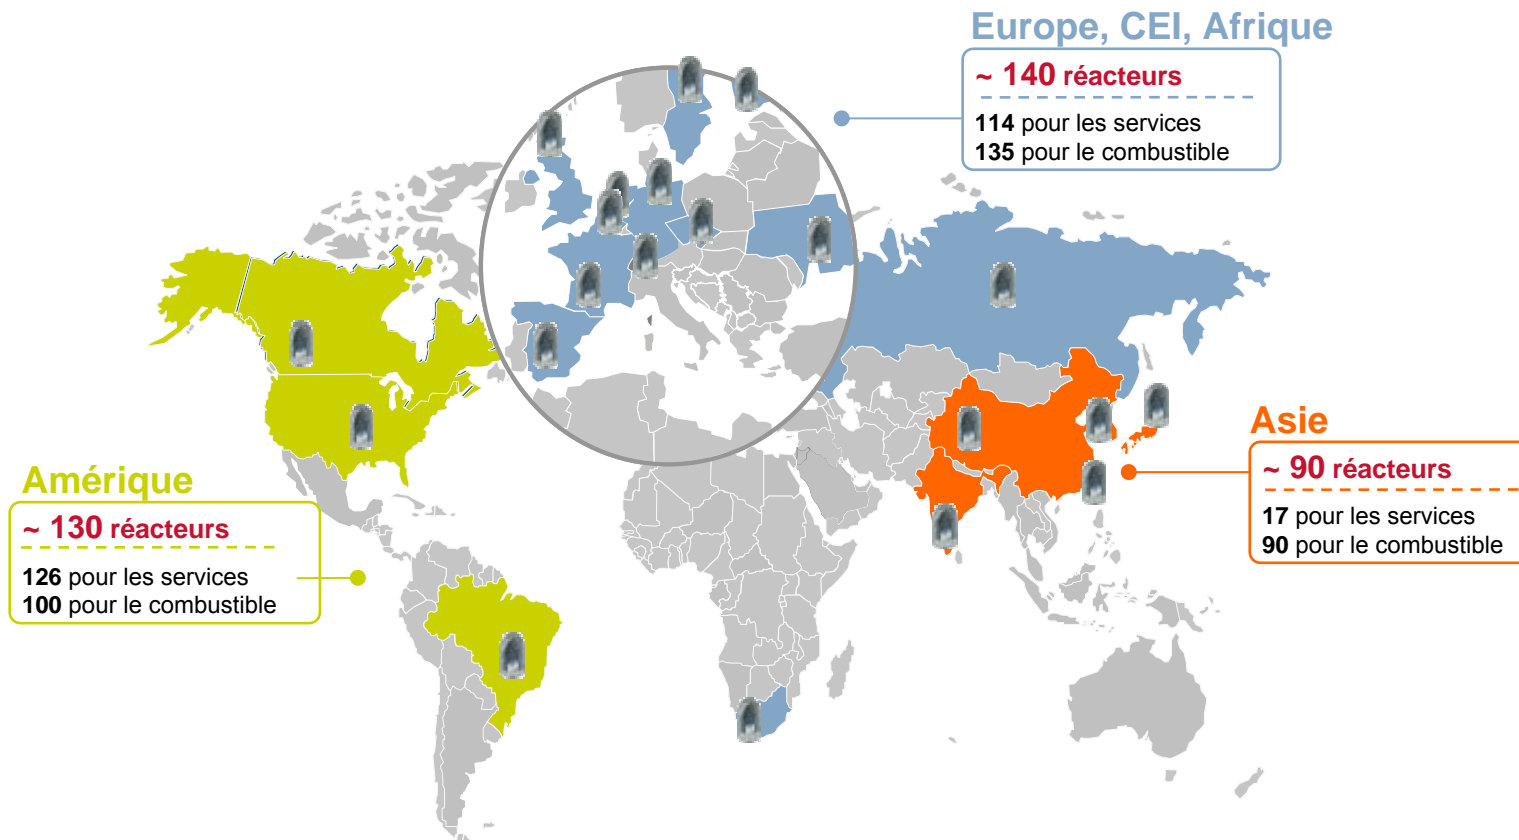 Europe, CEI, Afrique
~ 140 réacteurs
114 pour les services
135 pour le combustible
Asie
~ 90 réacteurs
17 pour les services
90 pour le combustible
Amérique
~ 130 réacteurs
126 pour les services
100 pour le combustible